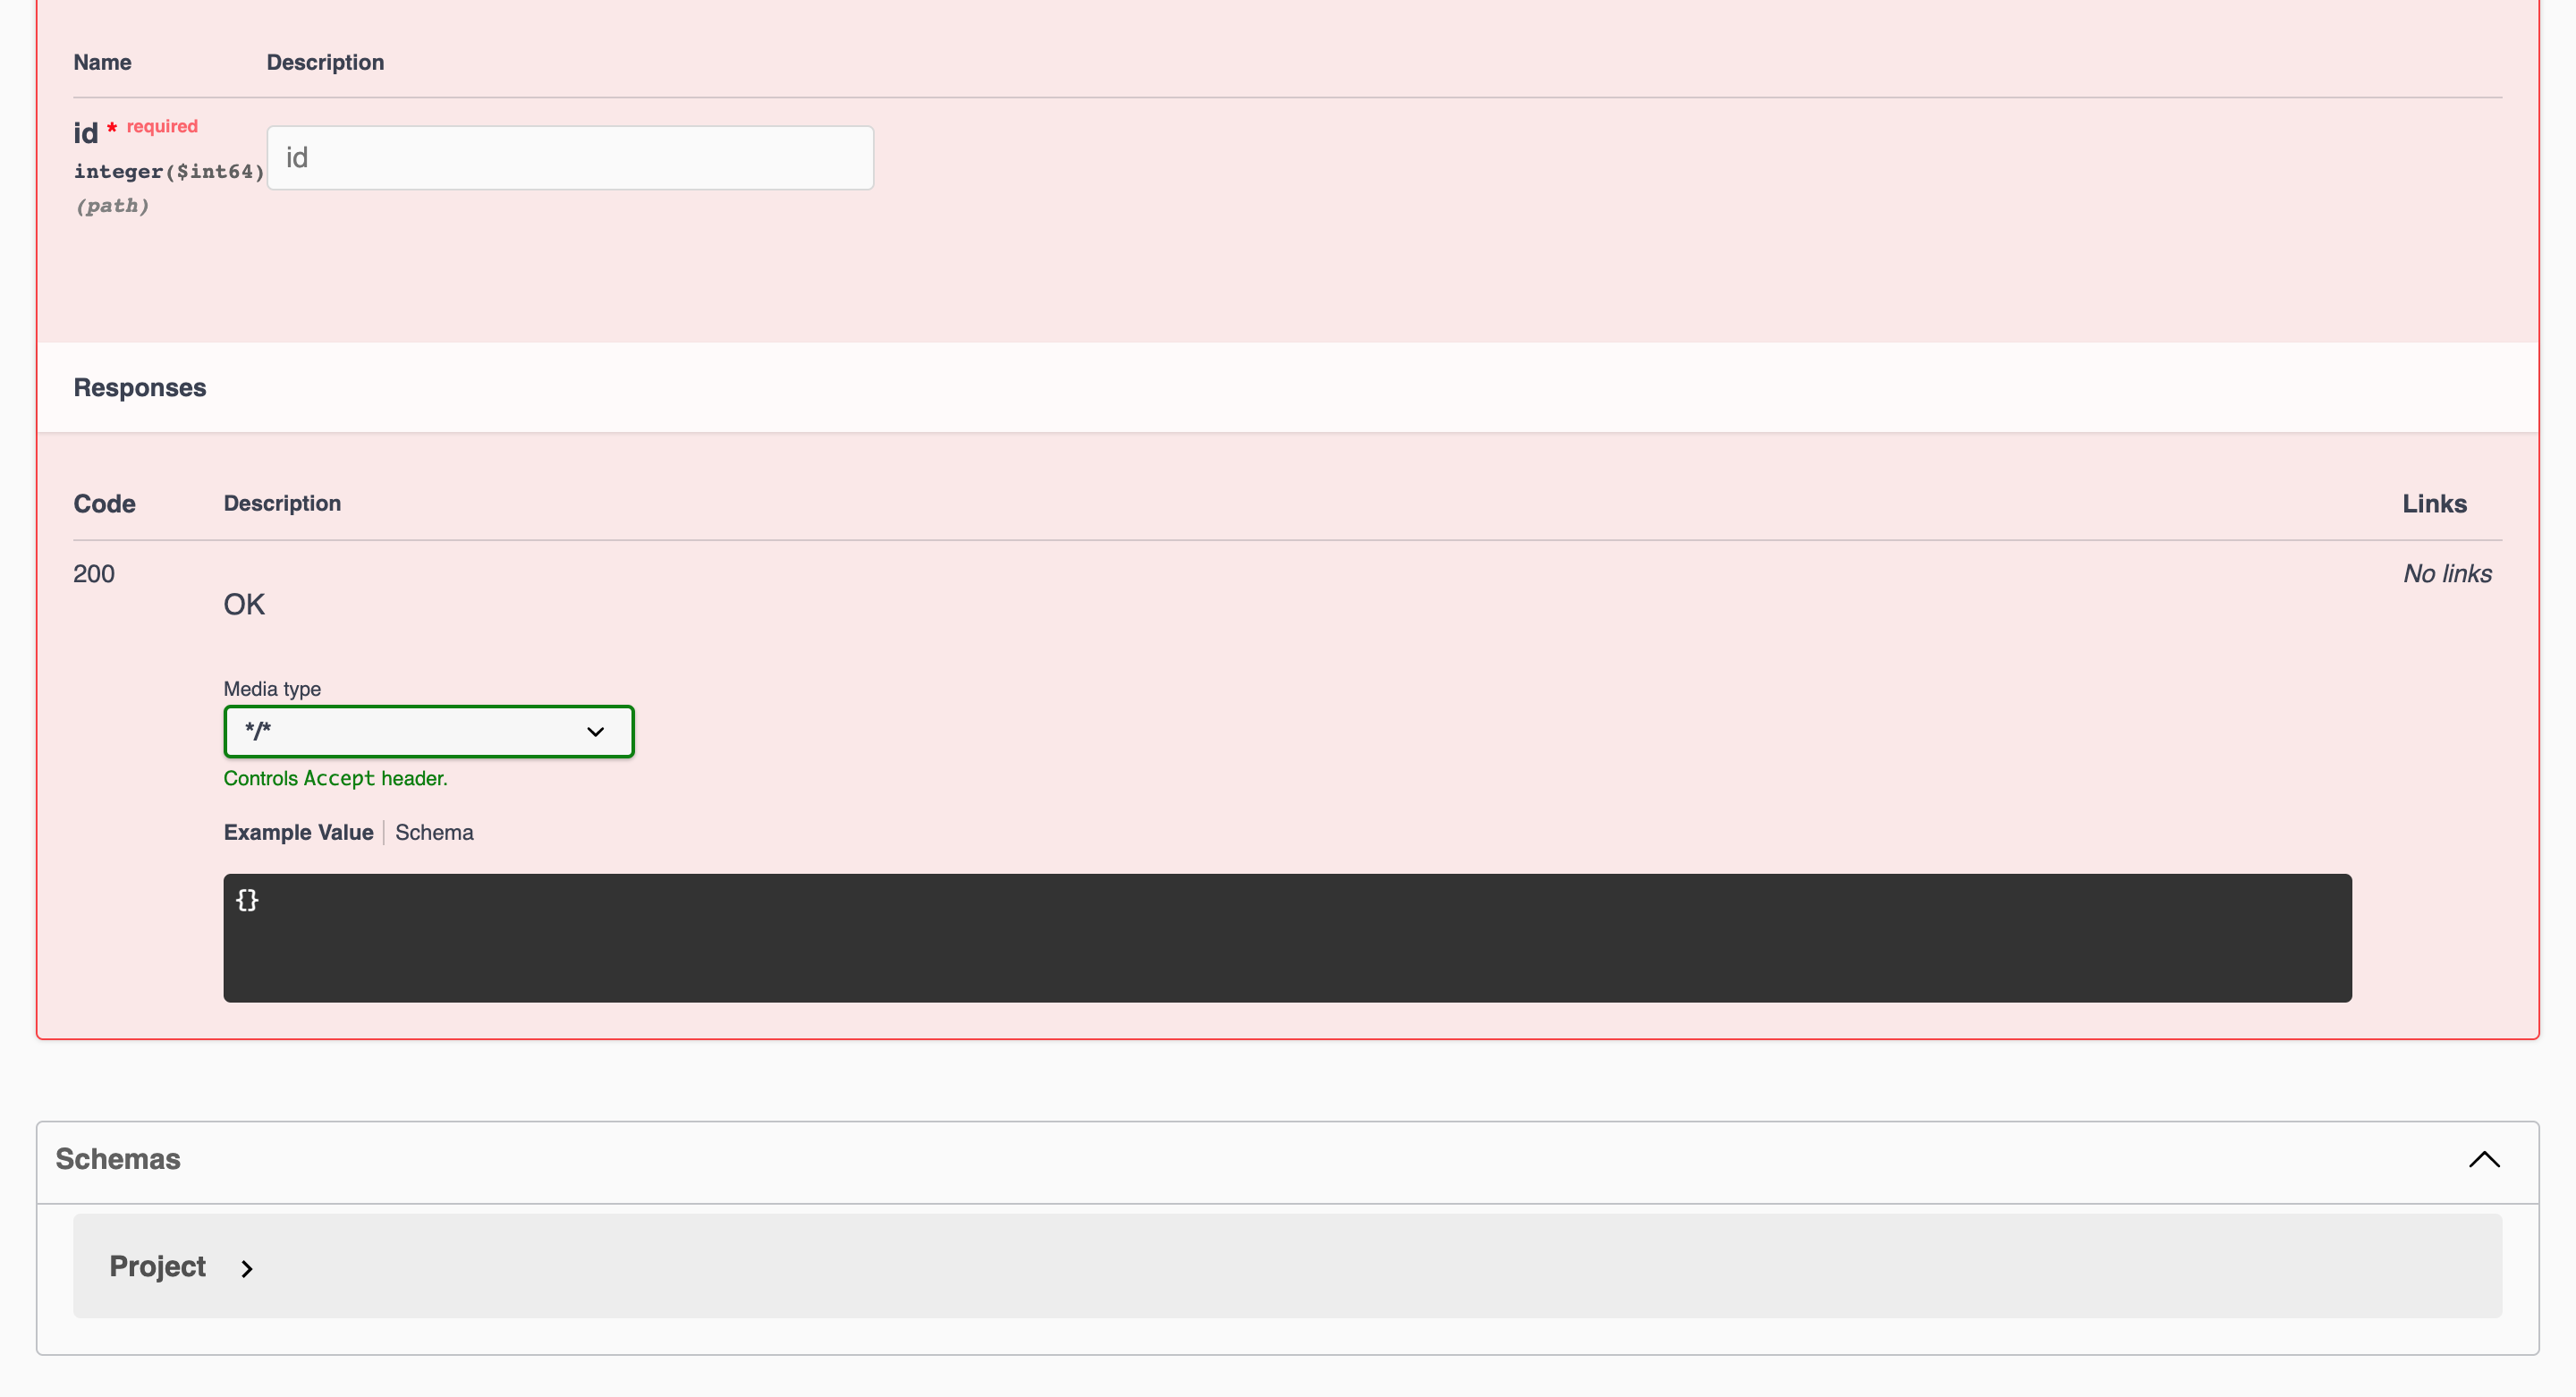 Name Description
id * required
id
integer($int64)
(path)
Responses
Code Description Links
200 No links
OK
Media type
*/*
Controls Accept header.
Example Value Schema
{}
Schemas
Project